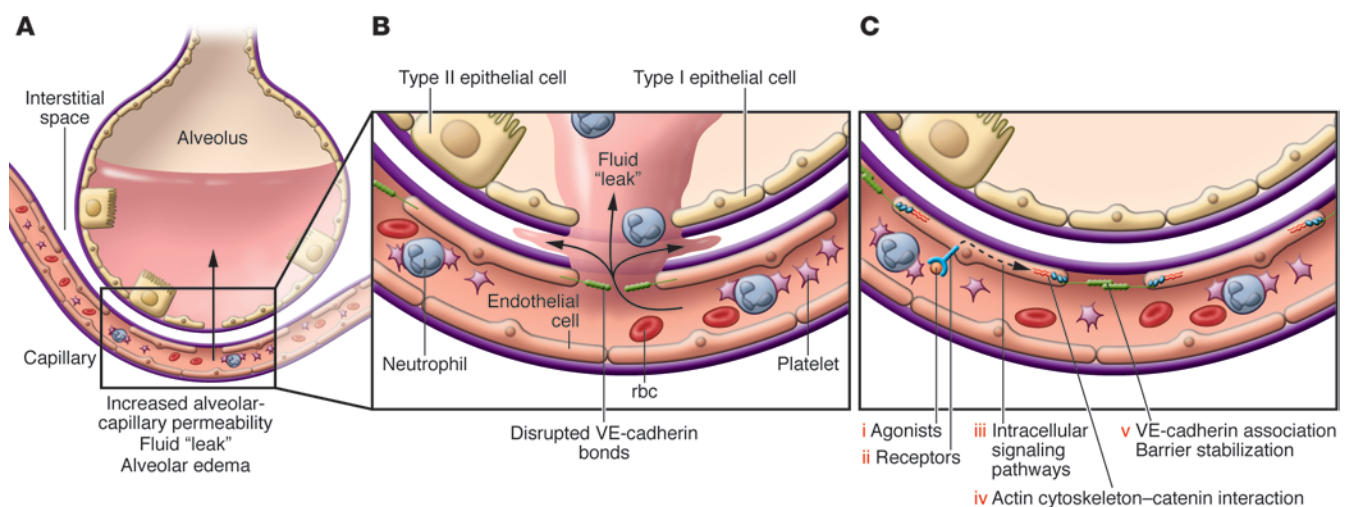 A
Interstitial
space
Alveolus
Capillary
Increased alveolar-
capillary permeability
Fluid “leak”
Alveolar edema
B
Type II epithelial cell
Type I epithelial cell
Fluid
“leak”
Endothelial
cell
Neutrophil
Platelet
rbc
Disrupted VE-cadherin
bonds
C
i Agonists
ii Receptors
iii Intracellular
signaling
pathways
v VE-cadherin association
Barrier stabilization
iv Actin cytoskeleton–catenin interaction